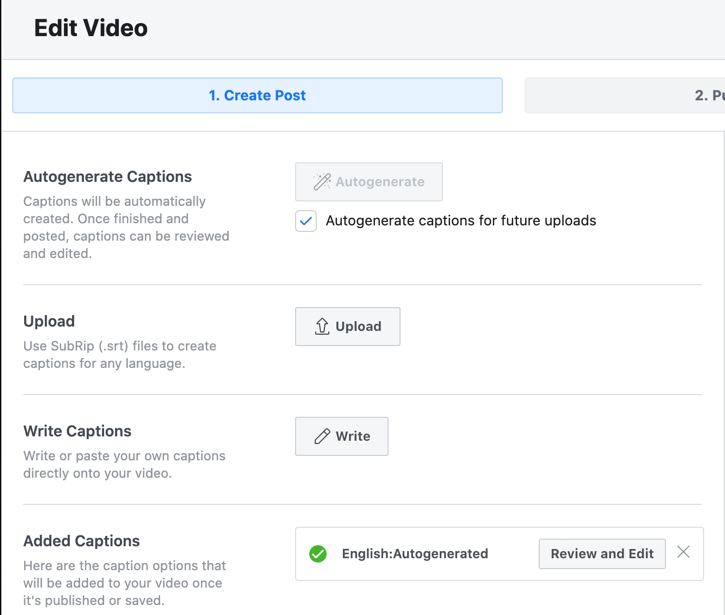 Edit Video
1. Create Post
2.
Autogenerate Captions
Captions will be automatically
created. Once finished and
posted, captions can be reviewed
and edited.
Autogenerate
Autogenerate captions for future uploads
Upload
Use SubRip (.srt) files to create
captions for any language.
Upload
Write Captions
Write or paste your own captions
directly onto your video.
Write
Added Captions
Here are the caption options that
will be added to your video once
it's published or saved.
English:Autogenerated
Review and Edit